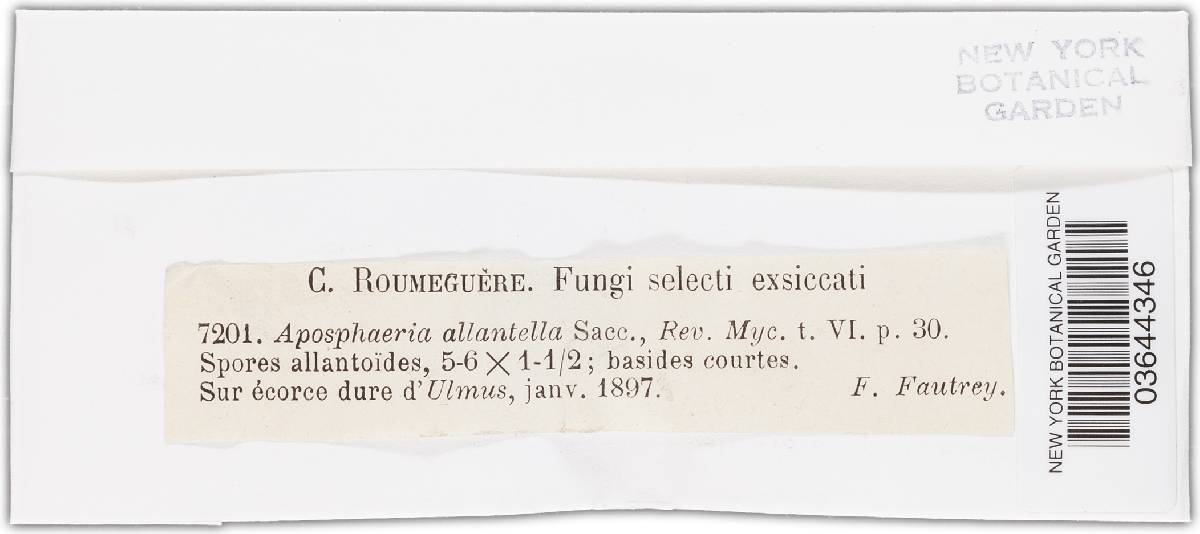 NEW YORK
BOTANICAL
GARDEN
C. ROUMEGUÈRE. Fungi selecti exsiccati
7201. Aposphaeria allantella Sacc., Rev. Myc. t. VI. p. 30.
Spores allantoïdes, 5-6 × 1-1/2; basides courtes.
Sur écorce dure d'Ulmus, janv. 1897. F. Fautrey.
NEW YORK BOTANICAL GARDEN
03644346